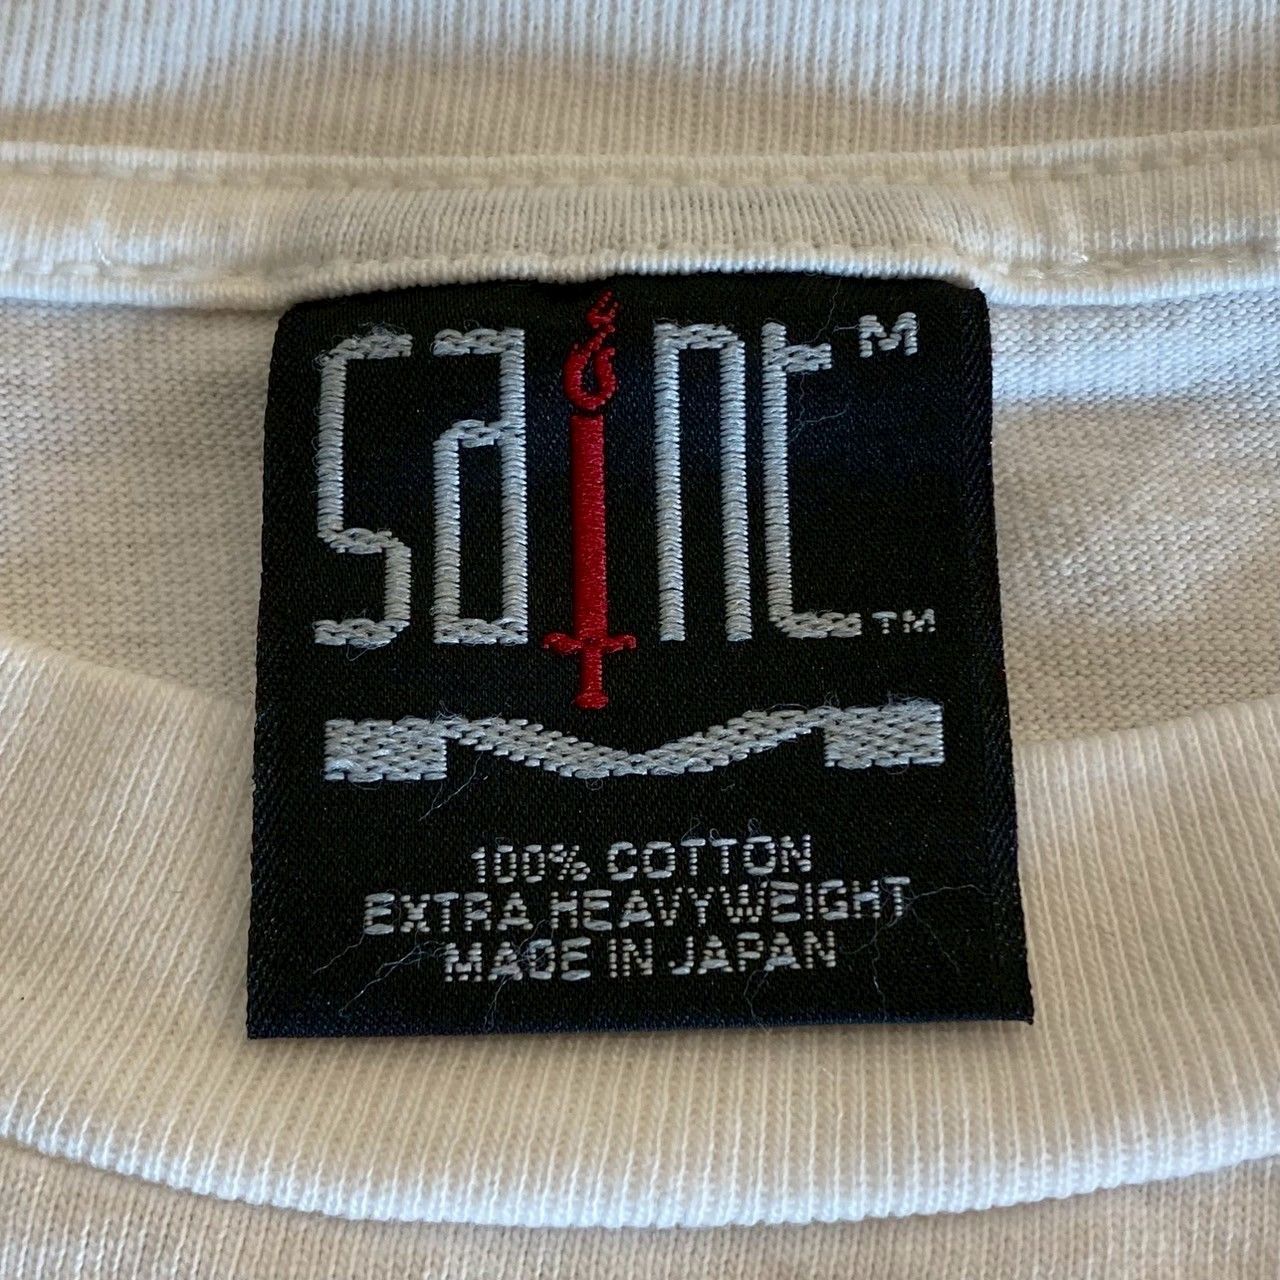 saint M
TM
100% COTTON
EXTRA HEAVYWEIGHT
MADE IN JAPAN